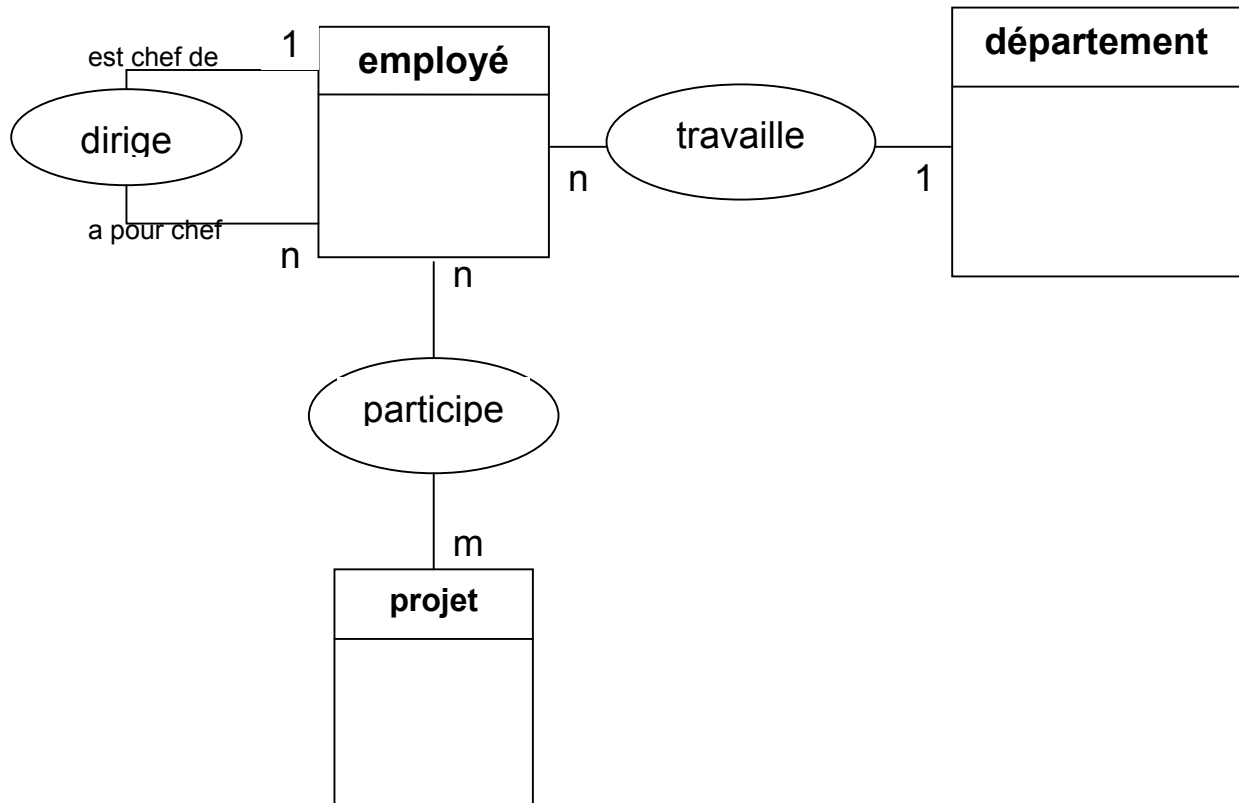 est chef de
1
employé
département
dirige
travaille
n
1
a pour chef
n
n
participe
m
projet